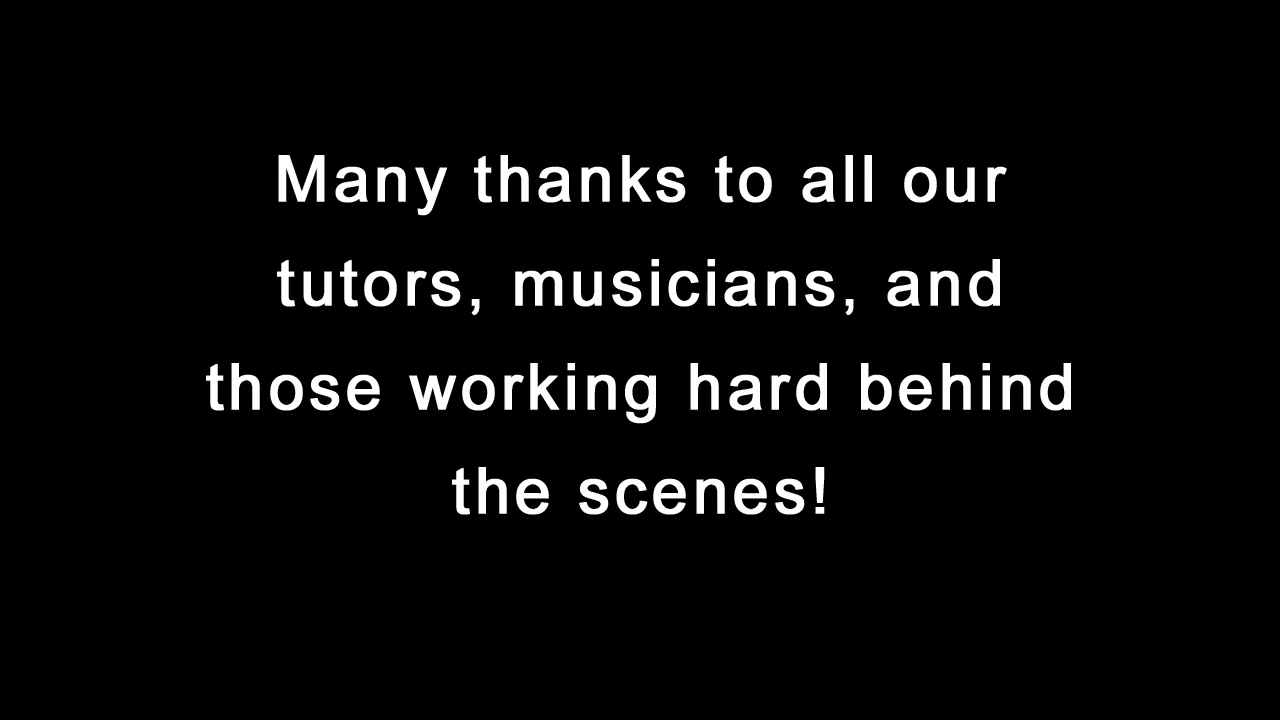 Many thanks to all our
tutors, musicians, and
those working hard behind
the scenes!